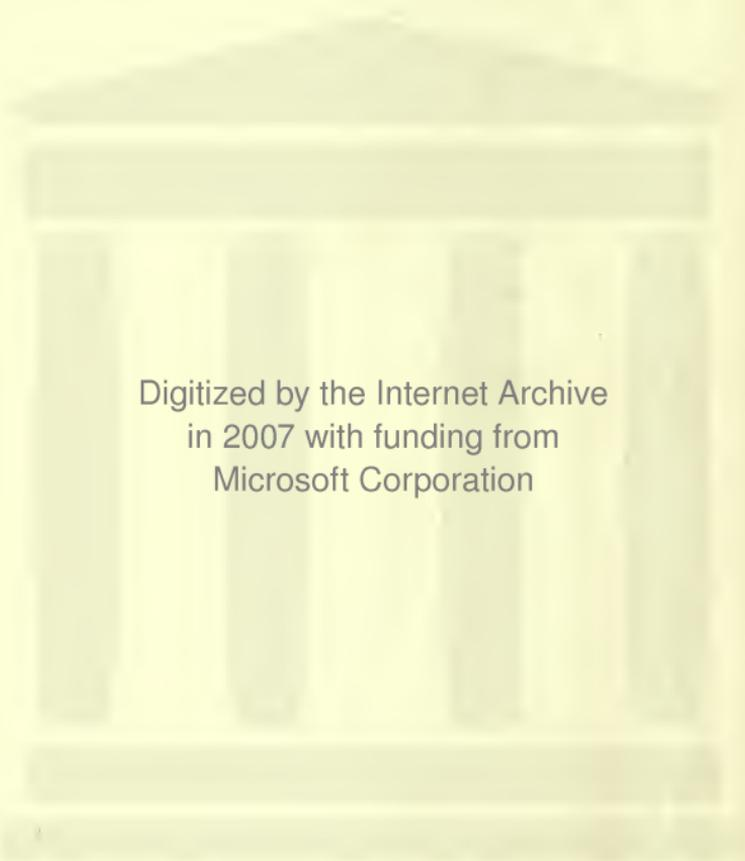 Digitized by the Internet Archive
in 2007 with funding from
Microsoft Corporation